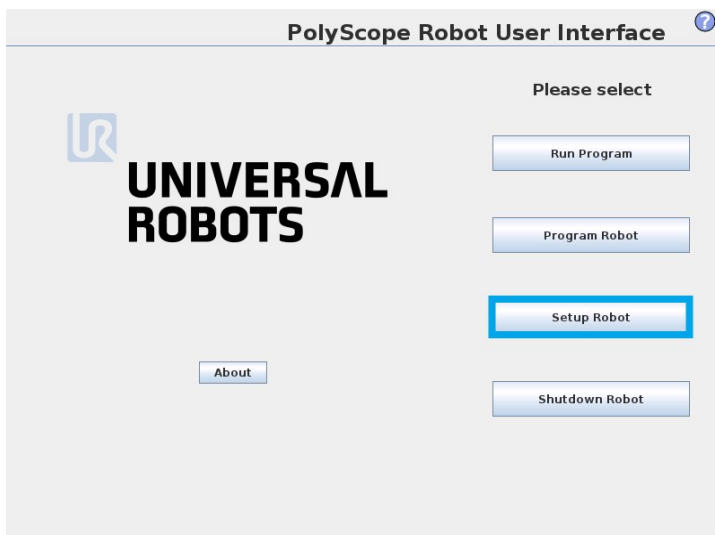 PolyScope Robot User Interface
?
Please select
UR
UNIVERSAL
ROBOTS
Run Program
Program Robot
Setup Robot
About
Shutdown Robot